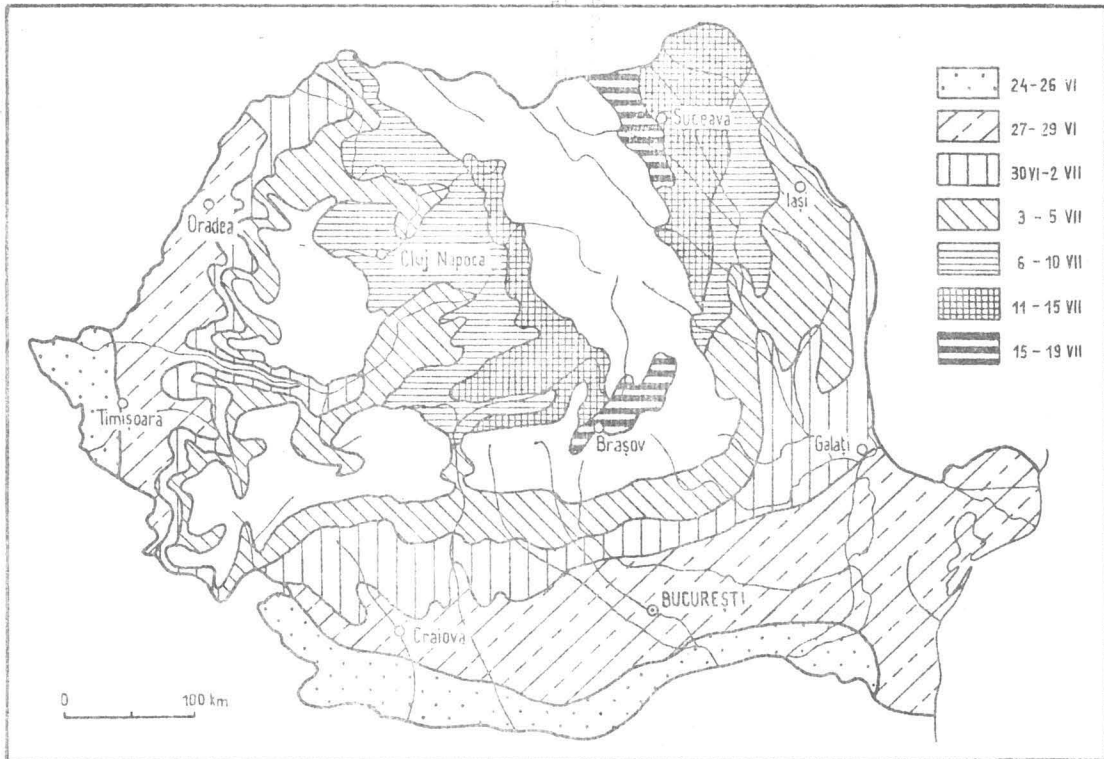 24-26 VI
27-29 VI
30 VI-2 VII
3 - 5 VII
6 - 10 VII
11 - 15 VII
15 - 19 VII
Suceava
Iași
Oradea
Cluj Napoca
Timișoara
Brașov
Galați
BUCUREȘTI
Craiova
0 100 km